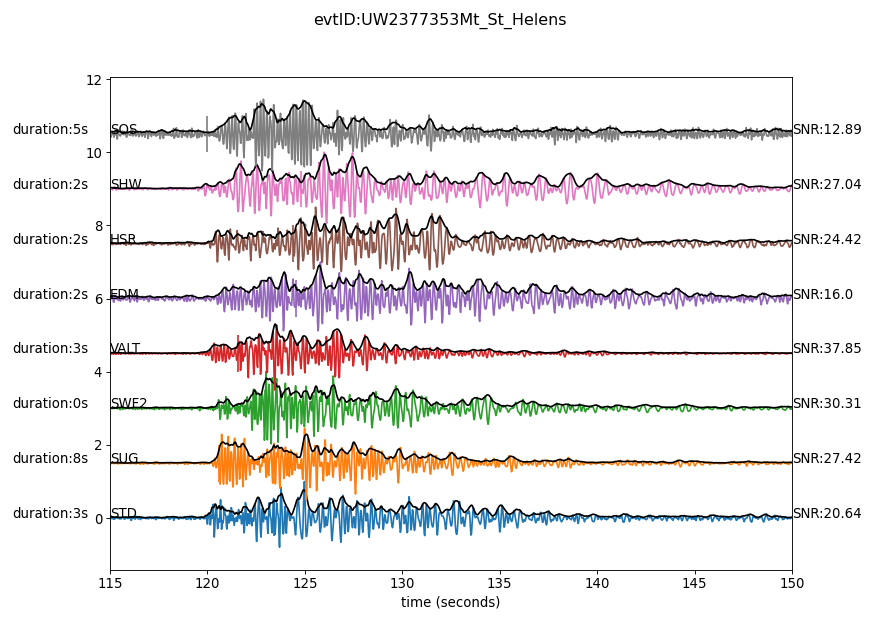 evtID:UW2377353Mt_St_Helens
12
duration:5s SOS SNR:12.89
10
duration:2s SHW SNR:27.04
8
duration:2s HSR SNR:24.42
duration:2s EDM SNR:16.0
6
duration:3s VALT SNR:37.85
4
duration:0s SWF2 SNR:30.31
2
duration:8s SUG SNR:27.42
duration:3s STD SNR:20.64
0
115 120 125 130 135 140 145 150
time (seconds)